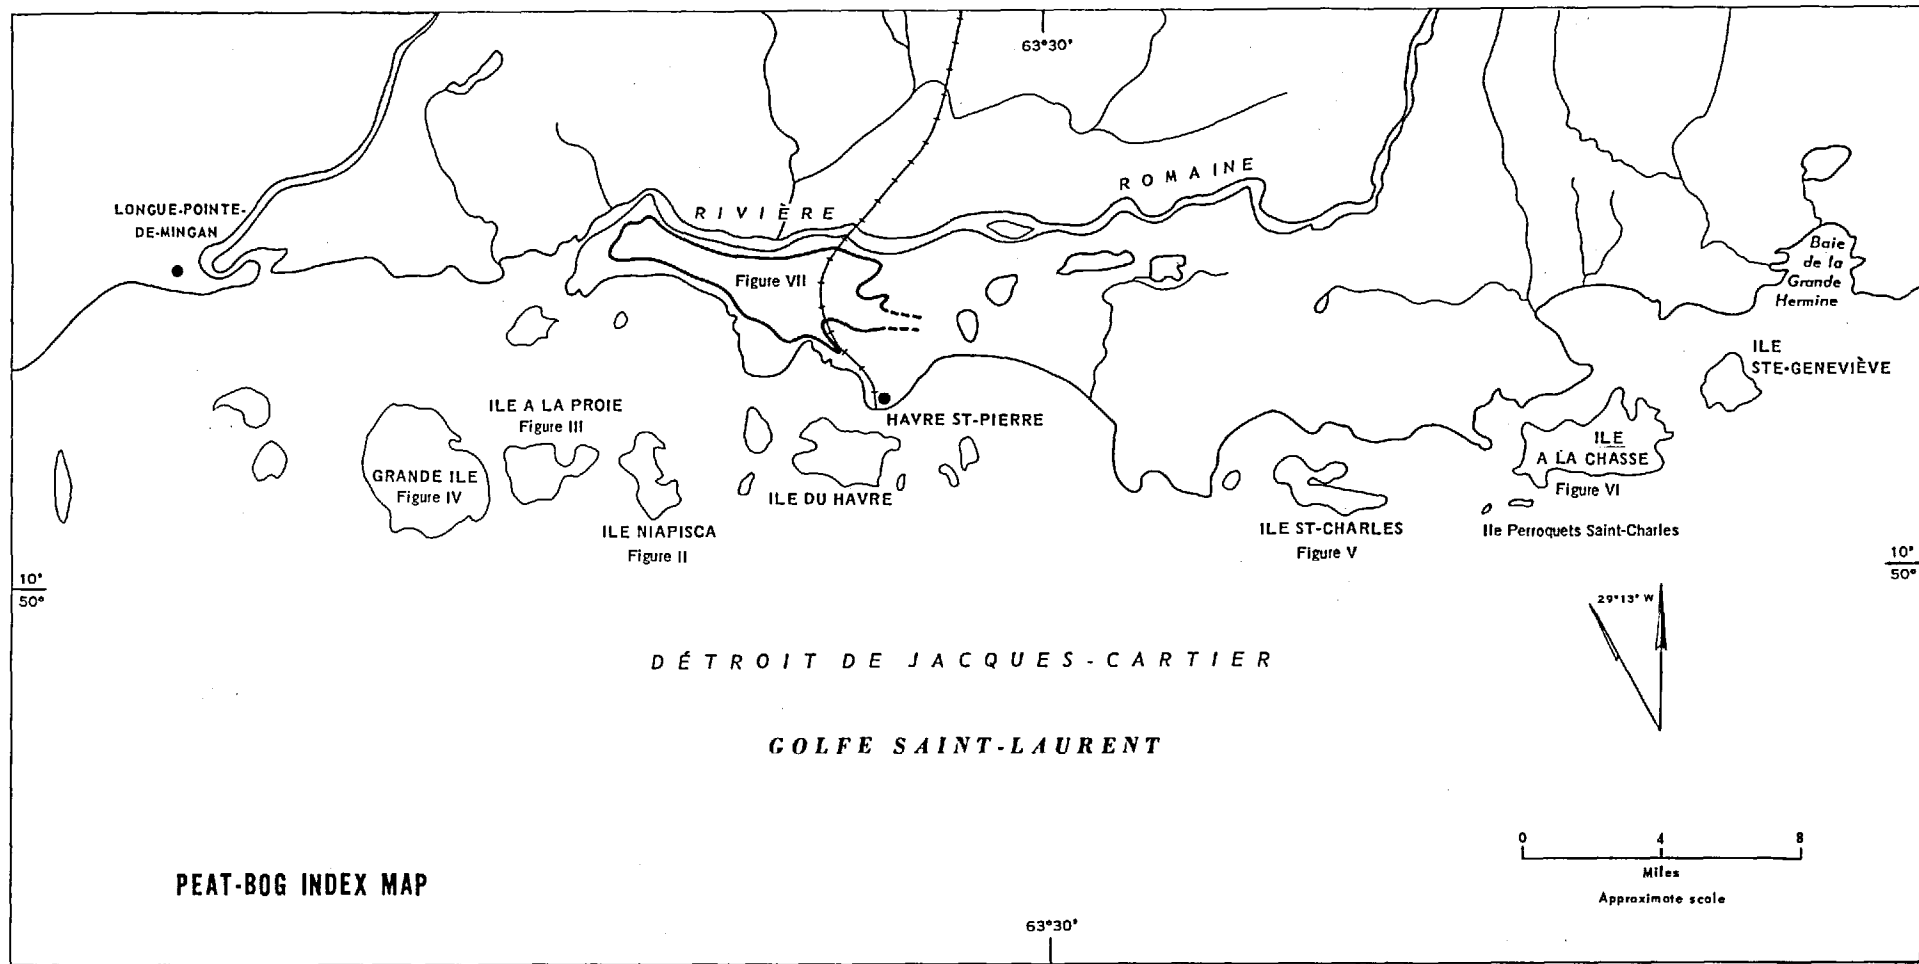 63°30'
LONGUE-POINTE-
DE-MINGAN
RIVIÈRE ROMAINE
Baie
de la
Grande
Hermine
Figure VII
ILE
STE-GENEVIÈVE
ILE A LA PROIE
Figure III
HAVRE ST-PIERRE
GRANDE ILE
Figure IV
ILE DU HAVRE
ILE
A LA CHASSE
Figure VI
ILE NIAPISCA
Figure II
ILE ST-CHARLES
Figure V
Ile Perroquets Saint-Charles
10'
50°
10'
50°
29°13' W
DÉTROIT DE JACQUES-CARTIER
GOLFE SAINT-LAURENT
0 4 8
Miles
Approximate scale
PEAT-BOG INDEX MAP
63°30'